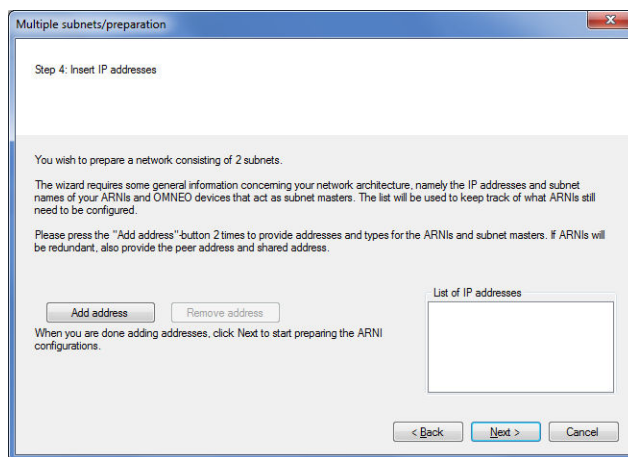 Multiple subnets/preparation
Step 4: Insert IP addresses
You wish to prepare a network consisting of 2 subnets.
The wizard requires some general information concerning your network architecture, namely the IP addresses and subnet
names of your ARNIs and OMNEO devices that act as subnet masters. The list will be used to keep track of what ARNIs still
need to be configured.
Please press the "Add address"-button 2 times to provide addresses and types for the ARNIs and subnet masters. If ARNIs will
be redundant, also provide the peer address and shared address.
List of IP addresses
Add address
Remove address
When you are done adding addresses, click Next to start preparing the ARNI
configurations.
< Back
Next >
Cancel